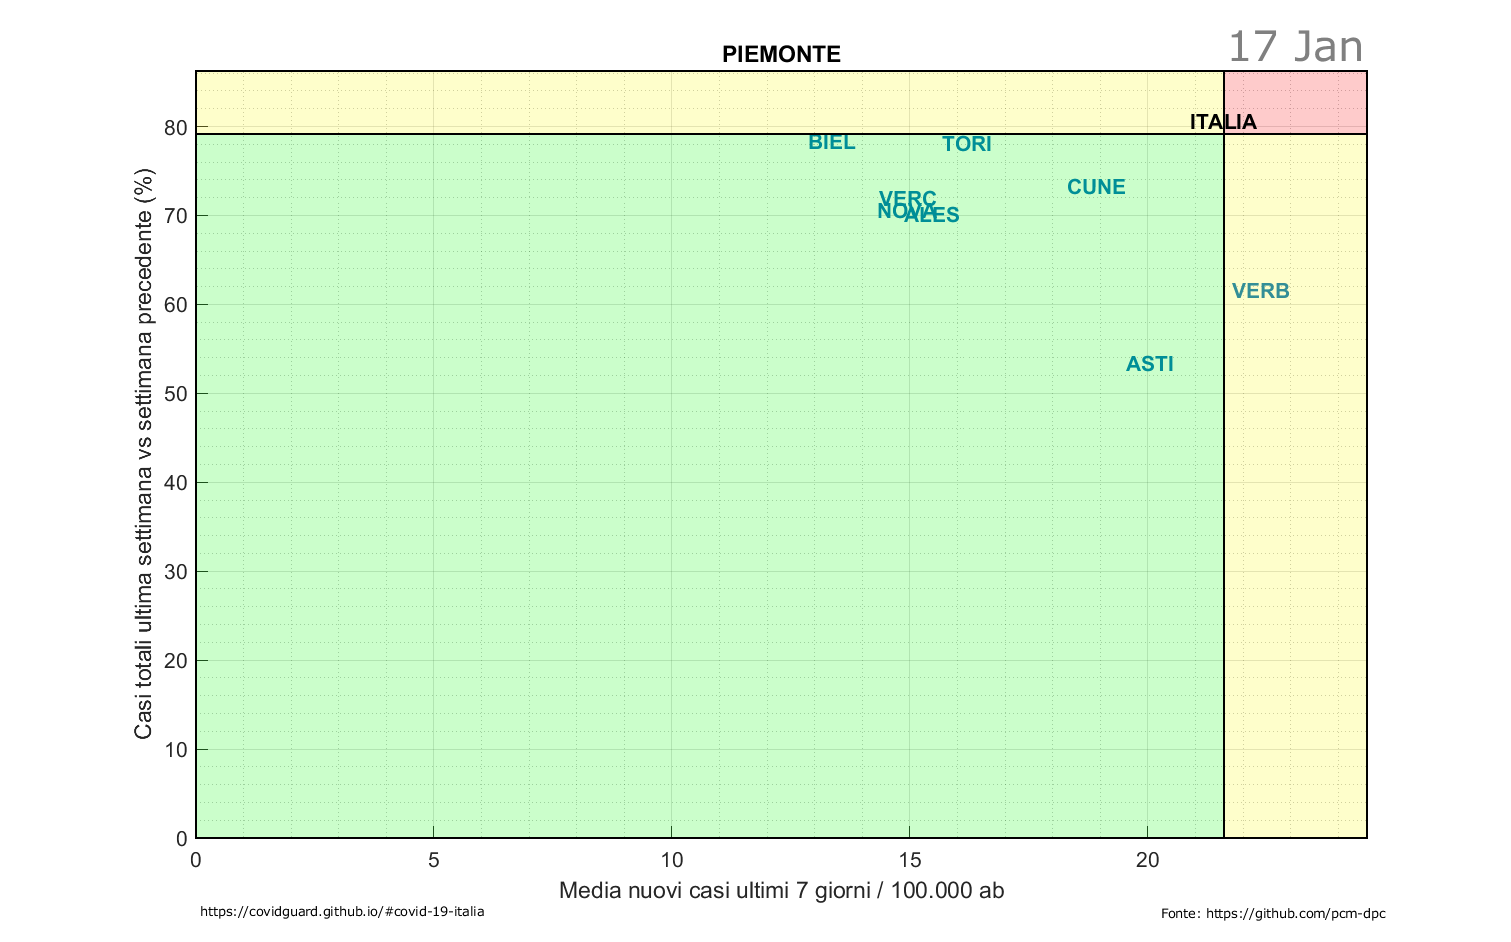 17 Jan
PIEMONTE
ITALIA
BIEL
TORI
CUNE
VERC
NOVA
ALES
VERB
ASTI
80
70
60
50
40
30
20
10
0
Casi totali ultima settimana vs settimana precedente (%)
0 5 10 15 20
Media nuovi casi ultimi 7 giorni / 100.000 ab
https://covidguard.github.io/#covid-19-italia
Fonte: https://github.com/pcm-dpc